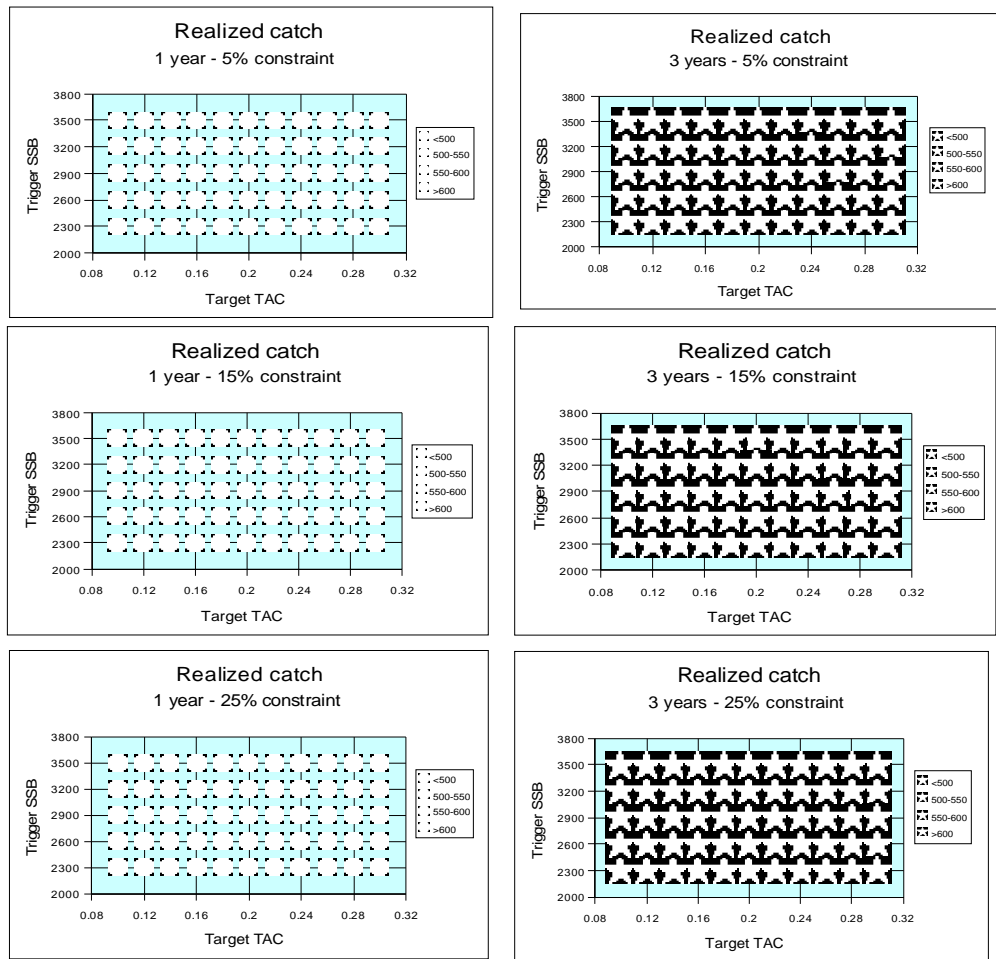 Realized catch
1 year - 5% constraint
3800
3500
3200
2900
2600
2300
2000
Trigger SSB
0.08 0.12 0.16 0.2 0.24 0.28 0.32
Target TAC
<500
500-550
550-600
>600
Realized catch
3 years - 5% constraint
3800
3500
3200
2900
2600
2300
2000
Trigger SSB
0.08 0.12 0.16 0.2 0.24 0.28 0.32
Target TAC
<500
500-550
550-600
>600
Realized catch
1 year - 15% constraint
3800
3500
3200
2900
2600
2300
2000
Trigger SSB
0.08 0.12 0.16 0.2 0.24 0.28 0.32
Target TAC
<500
500-550
550-600
>600
Realized catch
3 years - 15% constraint
3800
3500
3200
2900
2600
2300
2000
Trigger SSB
0.08 0.12 0.16 0.2 0.24 0.28 0.32
Target TAC
<500
500-550
550-600
>600
Realized catch
1 year - 25% constraint
3800
3500
3200
2900
2600
2300
2000
Trigger SSB
0.08 0.12 0.16 0.2 0.24 0.28 0.32
Target TAC
<500
500-550
550-600
>600
Realized catch
3 years - 25% constraint
3800
3500
3200
2900
2600
2300
2000
Trigger SSB
0.08 0.12 0.16 0.2 0.24 0.28 0.32
Target TAC
<500
500-550
550-600
>600